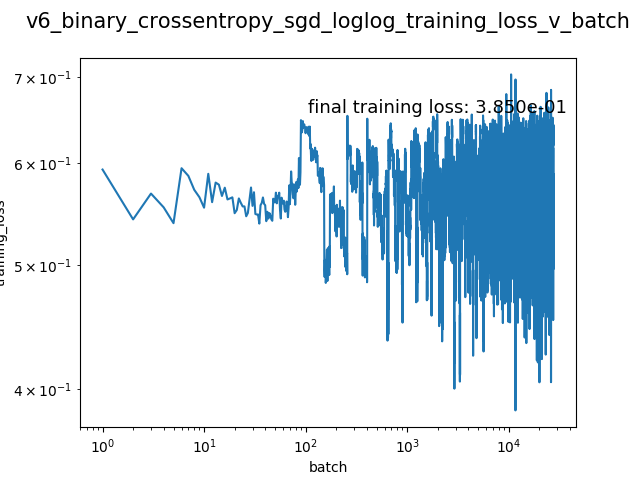 v6_binary_crossentropy_sgd_loglog_training_loss_v_batch
final training loss: 3.850e-01
7 × 10⁻¹
6 × 10⁻¹
5 × 10⁻¹
4 × 10⁻¹
training_loss
10⁰ 10¹ 10² 10³ 10⁴
batch